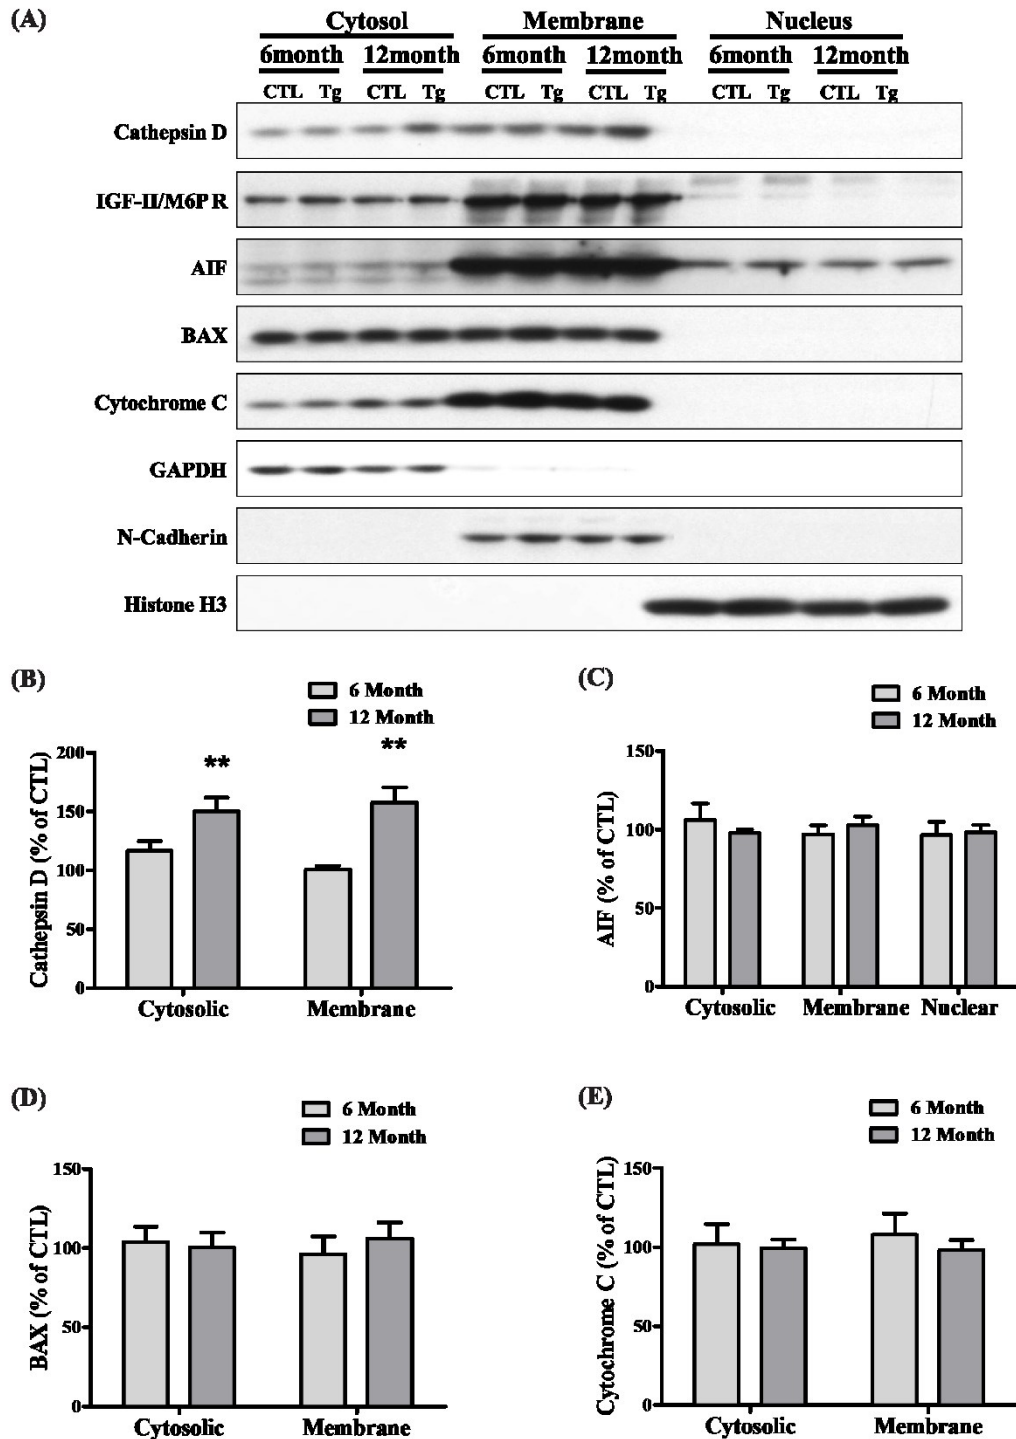 (A)
Cytosol Membrane Nucleus
6month 12month 6month 12month 6month 12month
CTL Tg CTL Tg CTL Tg CTL Tg CTL Tg CTL Tg
Cathepsin D
IGF-II/M6P R
AIF
BAX
Cytochrome C
GAPDH
N-Cadherin
Histone H3
(B)
6 Month
12 Month
Cathepsin D (% of CTL)
200
150
100
50
0
** **
Cytosolic Membrane
(C)
6 Month
12 Month
AIF (% of CTL)
150
100
50
0
Cytosolic Membrane Nuclear
(D)
6 Month
12 Month
BAX (% of CTL)
150
100
50
0
Cytosolic Membrane
(E)
6 Month
12 Month
Cytochrome C (% of CTL)
150
100
50
0
Cytosolic Membrane